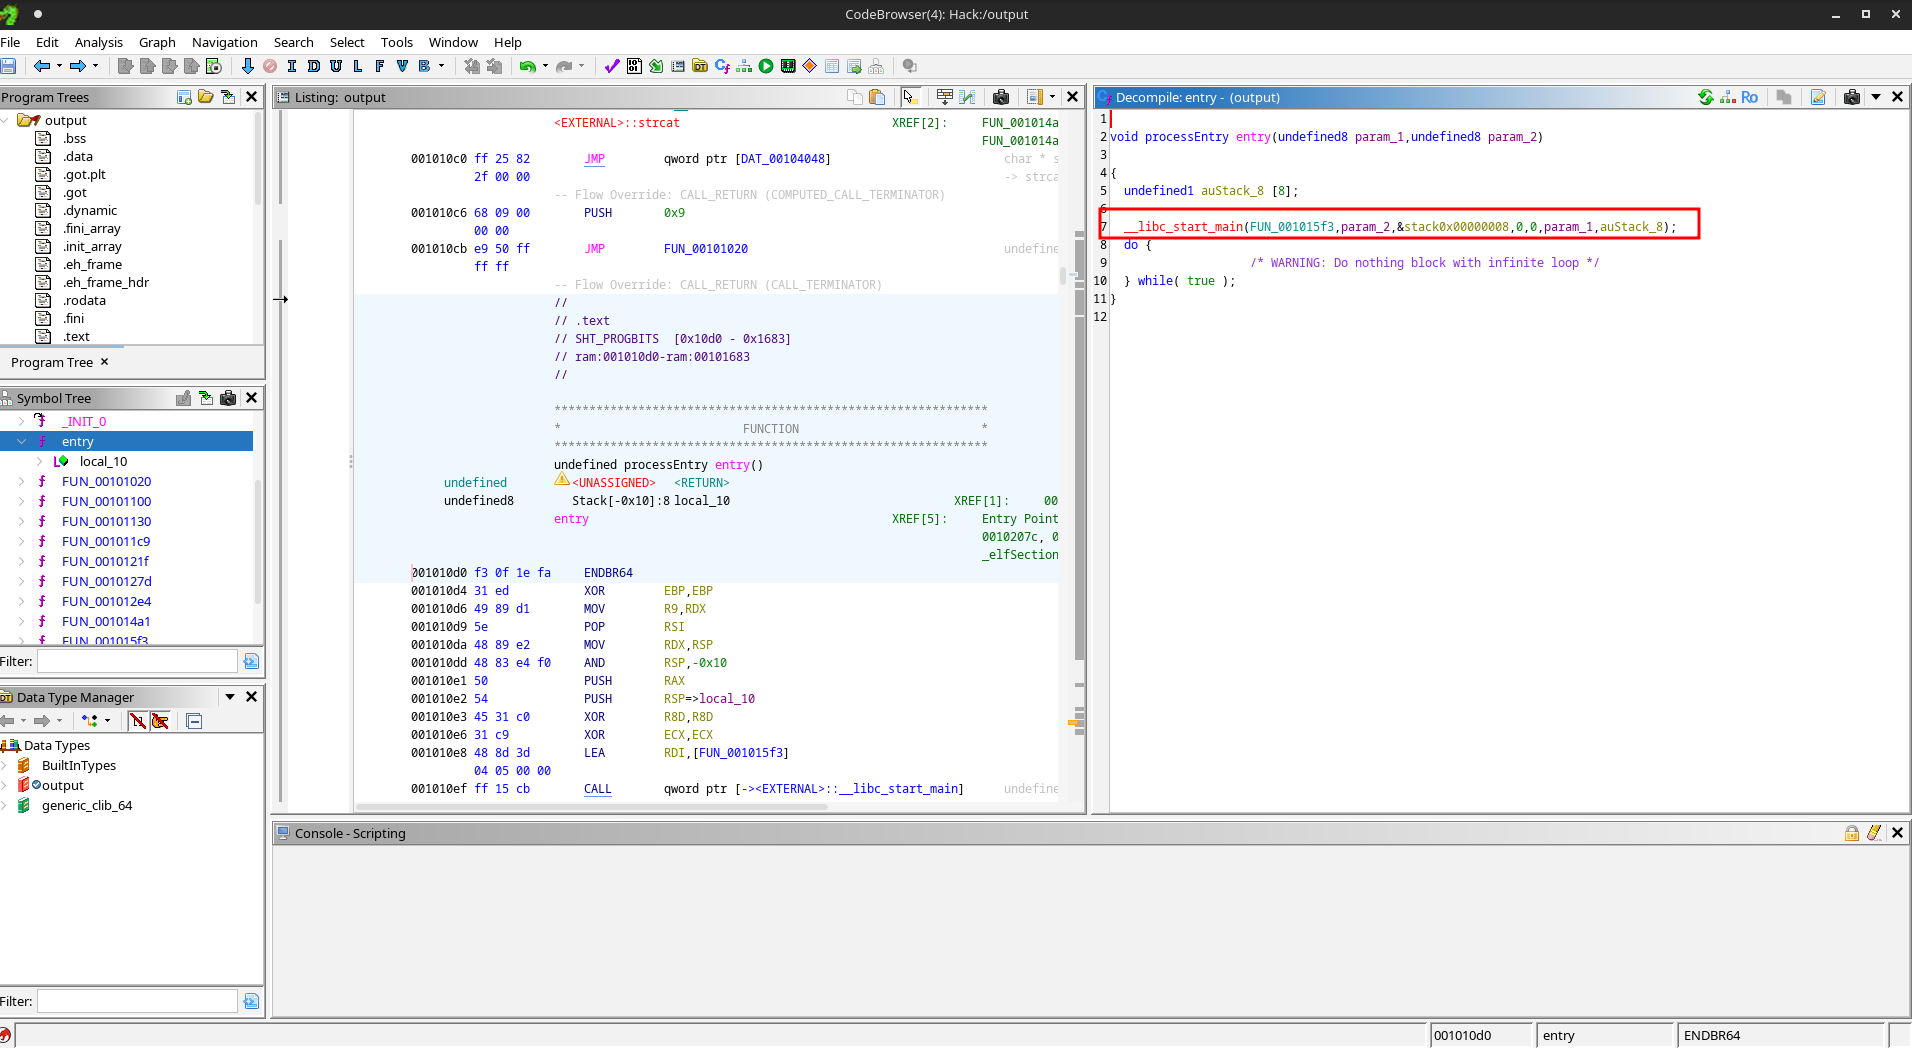 CodeBrowser(4): Hack:/output
File Edit Analysis Graph Navigation Search Select Tools Window Help
I D U L F V B
Program Trees
output
.bss
.data
.got.plt
.got
.dynamic
.fini_array
.init_array
.eh_frame
.eh_frame_hdr
.rodata
.fini
.text
Program Tree
Symbol Tree
_INIT_0
entry
local_10
FUN_00101020
FUN_00101100
FUN_00101130
FUN_001011c9
FUN_0010121f
FUN_0010127d
FUN_001012e4
FUN_001014a1
FUN_001015f3
Filter:
Data Type Manager
Data Types
BuiltInTypes
output
generic_clib_64
Filter:
Listing: output
<EXTERNAL>::strcat XREF[2]: FUN_001014a
FUN_001014a
001010c0 ff 25 82 JMP qword ptr [DAT_00104048] char * s
2f 00 00 -> strca
-- Flow Override: CALL_RETURN (COMPUTED_CALL_TERMINATOR)
001010c6 68 09 00 PUSH 0x9
00 00
001010cb e9 50 ff JMP FUN_00101020 undefine
ff ff
-- Flow Override: CALL_RETURN (CALL_TERMINATOR)
//
// .text
// SHT_PROGBITS [0x10d0 - 0x1683]
// ram:001010d0-ram:00101683
//
**************************************************************
* FUNCTION *
**************************************************************
undefined processEntry entry()
undefined <UNASSIGNED> <RETURN>
undefined8 Stack[-0x10]:8 local_10 XREF[1]: 00
entry XREF[5]: Entry Point
0010207c, 0
_elfSection
001010d0 f3 0f 1e fa ENDBR64
001010d4 31 ed XOR EBP,EBP
001010d6 49 89 d1 MOV R9,RDX
001010d9 5e POP RSI
001010da 48 89 e2 MOV RDX,RSP
001010dd 48 83 e4 f0 AND RSP,-0x10
001010e1 50 PUSH RAX
001010e2 54 PUSH RSP=>local_10
001010e3 45 31 c0 XOR R8D,R8D
001010e6 31 c9 XOR ECX,ECX
001010e8 48 8d 3d LEA RDI,[FUN_001015f3]
04 05 00 00
001010ef ff 15 cb CALL qword ptr [-><EXTERNAL>::__libc_start_main] undefine
Decompile: entry - (output)
Ro
1
2 void processEntry entry(undefined8 param_1,undefined8 param_2)
3
4 {
5 undefined1 auStack_8 [8];
6
7 __libc_start_main(FUN_001015f3,param_2,&stack0x00000008,0,0,param_1,auStack_8);
8 do {
9 /* WARNING: Do nothing block with infinite loop */
10 } while( true );
11 }
12
Console - Scripting
001010d0 entry ENDBR64